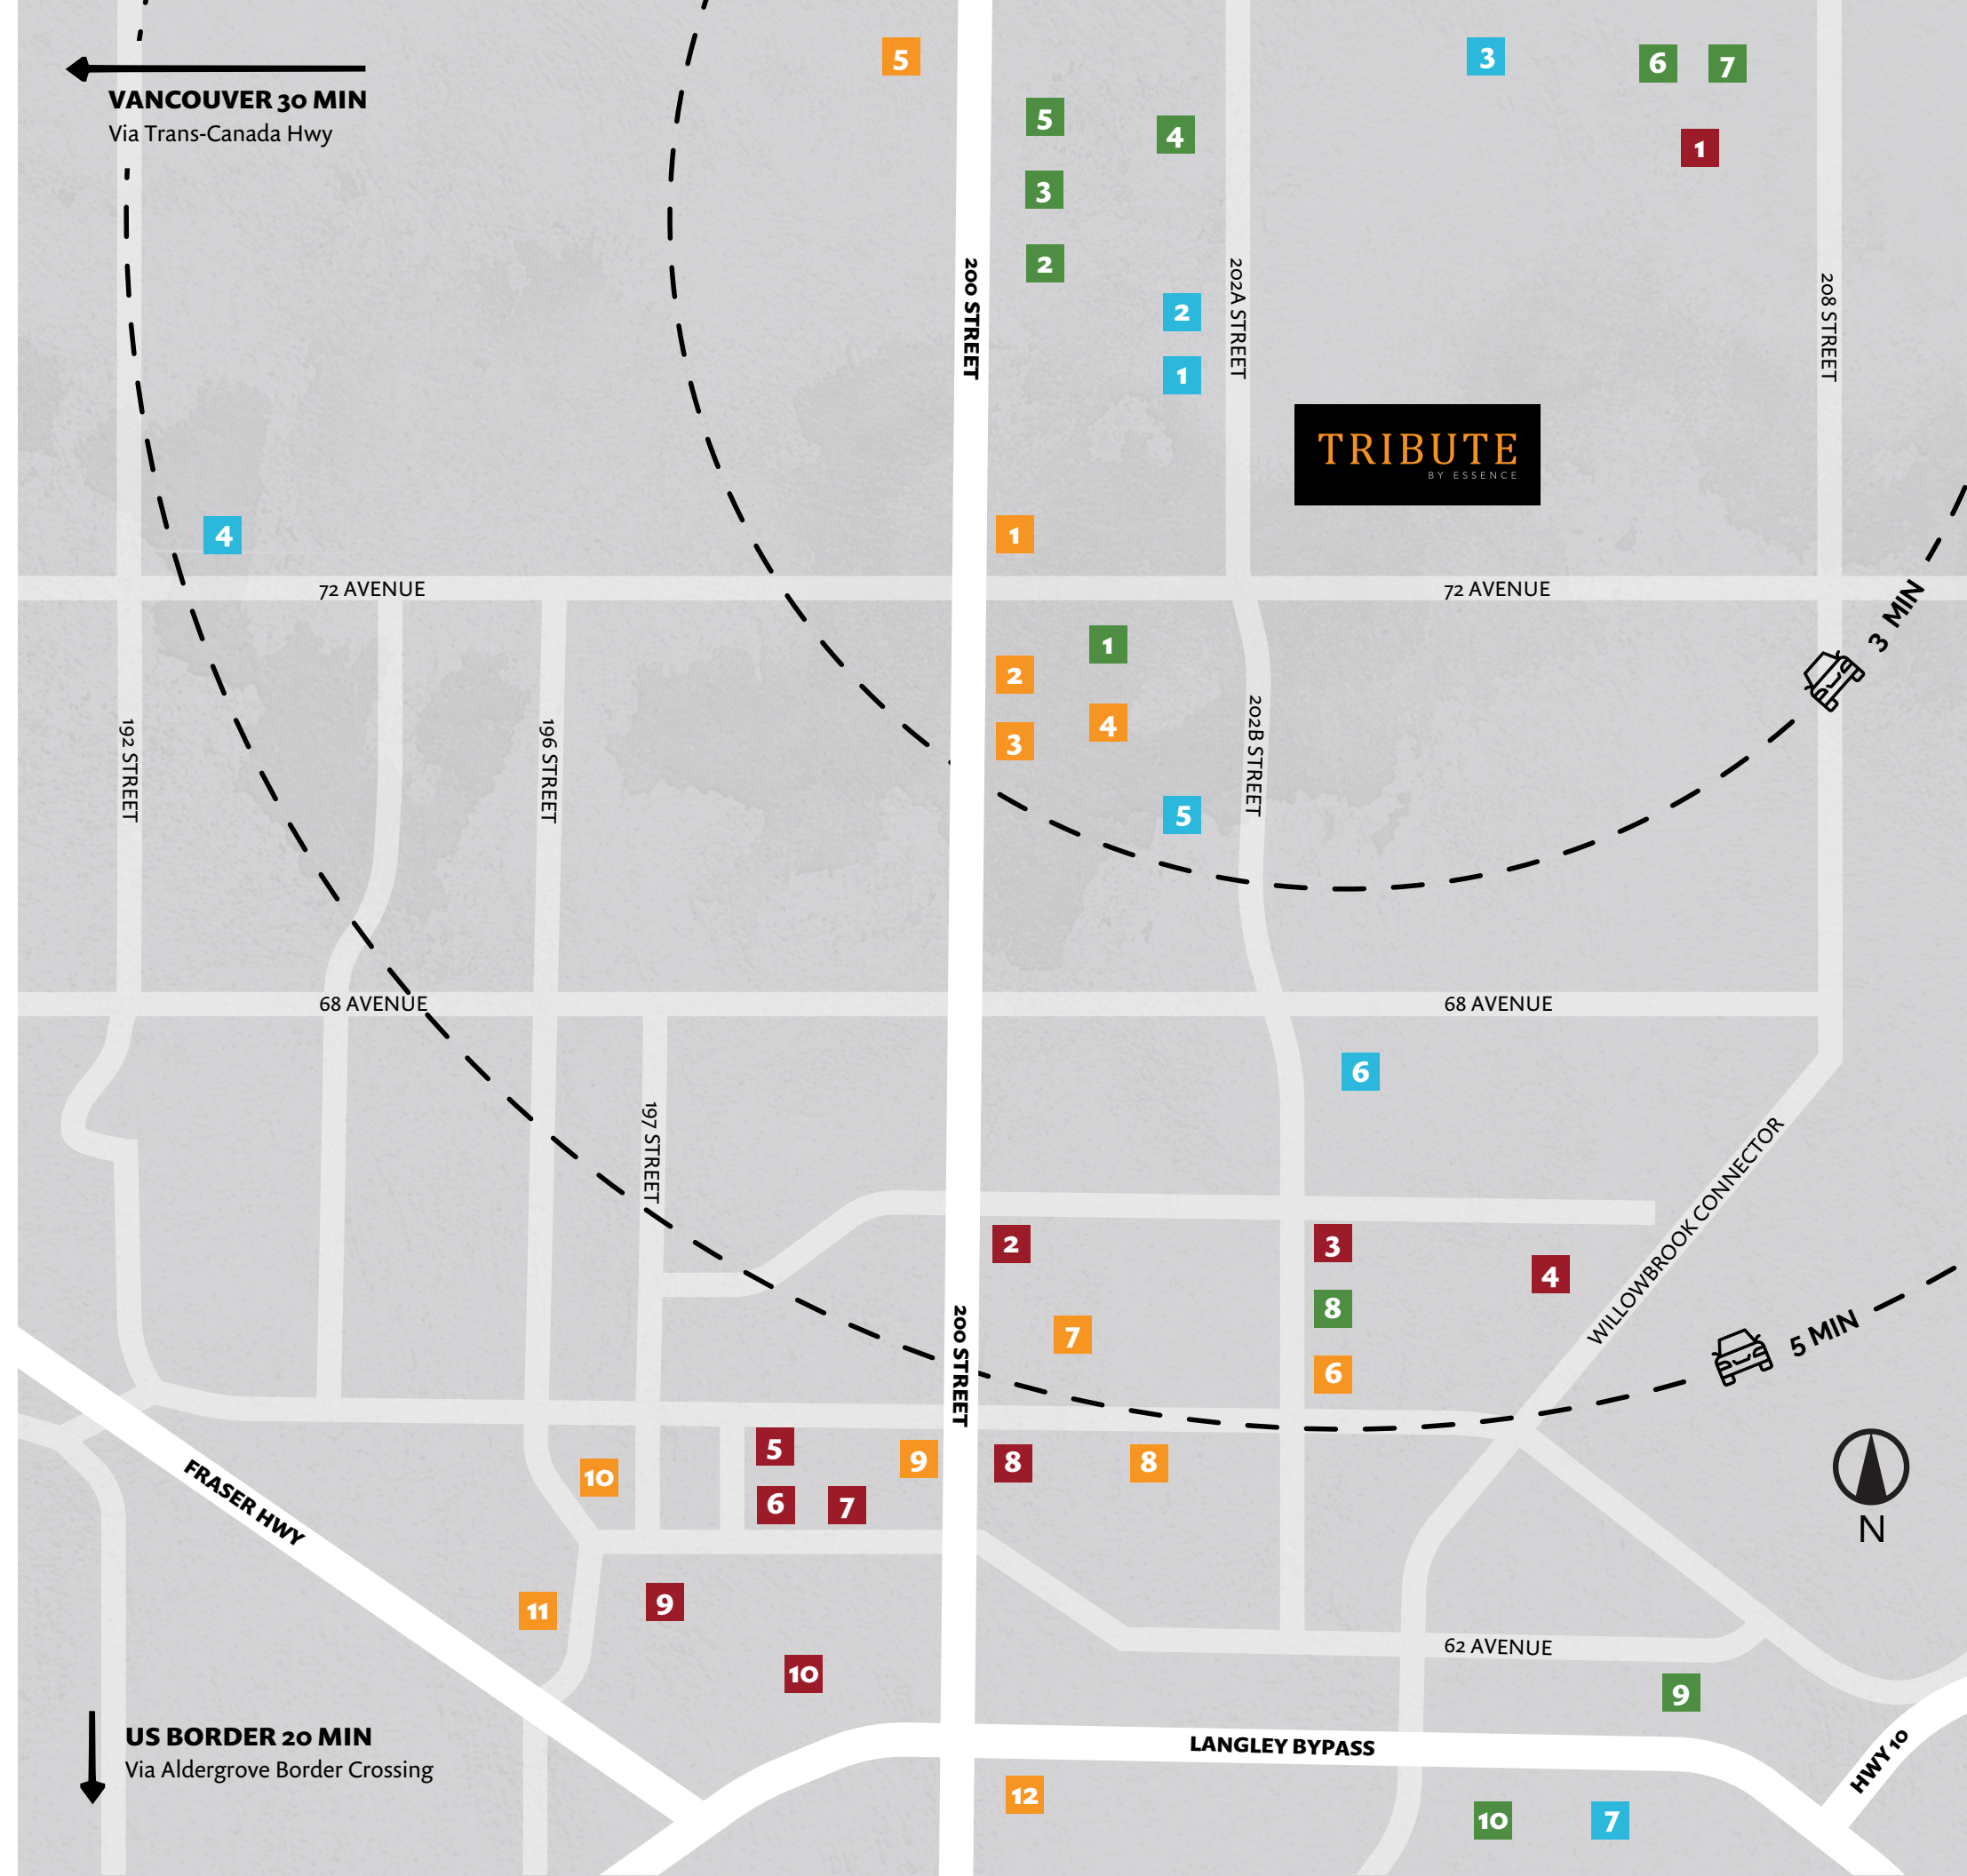 5
3
6
7
VANCOUVER 30 MIN
Via Trans-Canada Hwy
5
4
1
3
2
200 STREET
202A STREET
208 STREET
2
1
TRIBUTE
BY ESSENCE
4
1
72 AVENUE
72 AVENUE
3 MIN
1
2
4
3
192 STREET
196 STREET
202B STREET
5
68 AVENUE
68 AVENUE
6
197 STREET
WILLOWBROOK CONNECTOR
2
3
4
8
7
6
5 MIN
200 STREET
5
9
8
8
10
6
7
FRASER HWY
N
11
9
62 AVENUE
10
9
US BORDER 20 MIN
Via Aldergrove Border Crossing
LANGLEY BYPASS
HWY 10
12
10
7